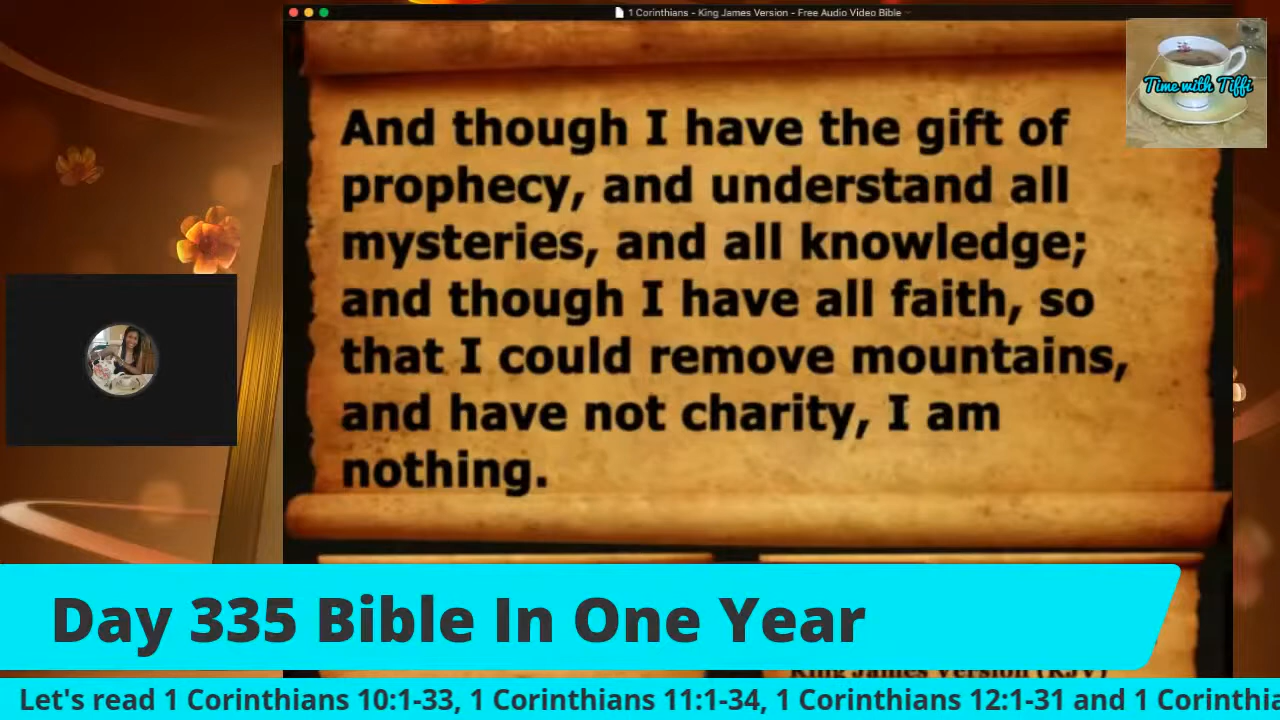 1 Corinthians - King James Version - Free Audio Video Bible
Time with Tiffi
And though I have the gift of
prophecy, and understand all
mysteries, and all knowledge;
and though I have all faith, so
that I could remove mountains,
and have not charity, I am
nothing.
Day 335 Bible In One Year
King James Version (KJV)
Let's read 1 Corinthians 10:1-33, 1 Corinthians 11:1-34, 1 Corinthians 12:1-31 and 1 Corinthia